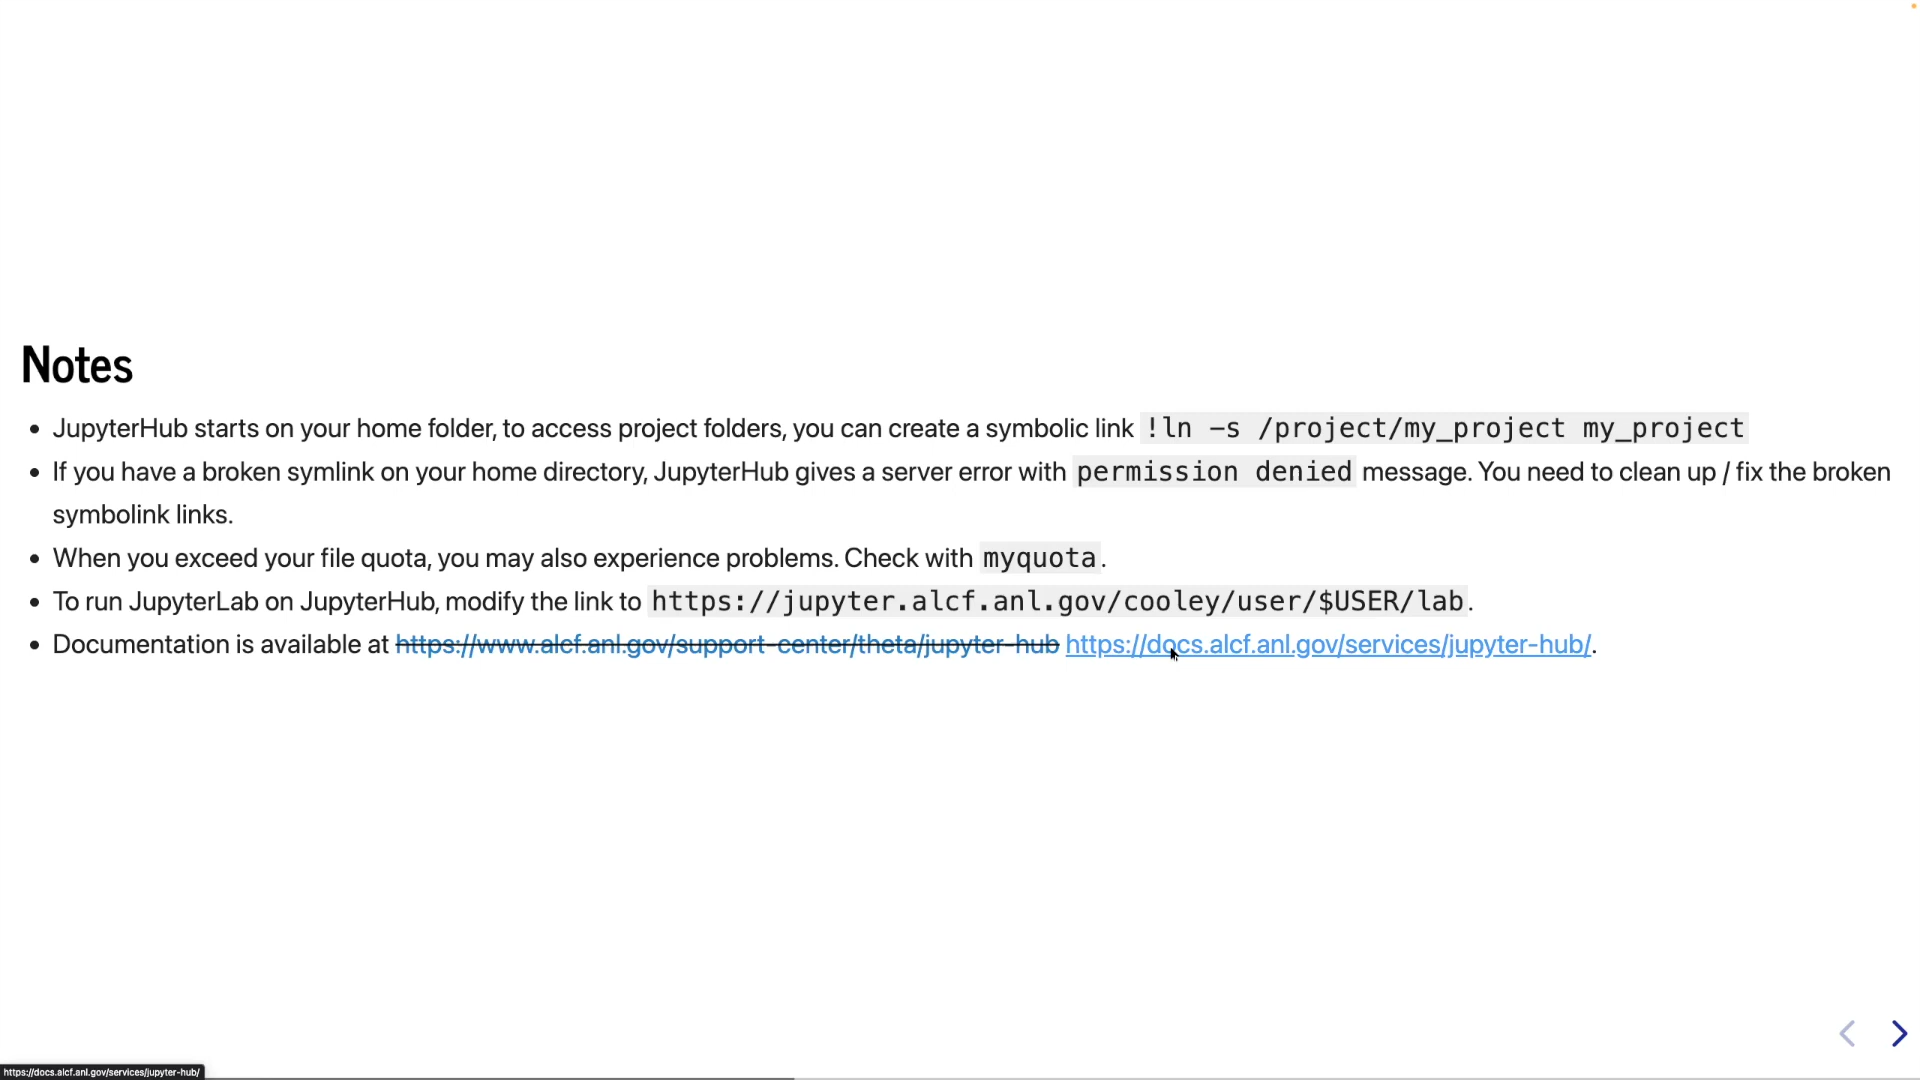 Notes
JupyterHub starts on your home folder, to access project folders, you can create a symbolic link !ln -s /project/my_project my_project
If you have a broken symlink on your home directory, JupyterHub gives a server error with permission denied message. You need to clean up / fix the broken
symbolink links.
When you exceed your file quota, you may also experience problems. Check with myquota.
To run JupyterLab on JupyterHub, modify the link to https://jupyter.alcf.anl.gov/cooley/user/$USER/lab.
Documentation is available at https://www.alcf.anl.gov/support-center/theta/jupyter-hub https://docs.alcf.anl.gov/services/jupyter-hub/.
https://docs.alcf.anl.gov/services/jupyter-hub/